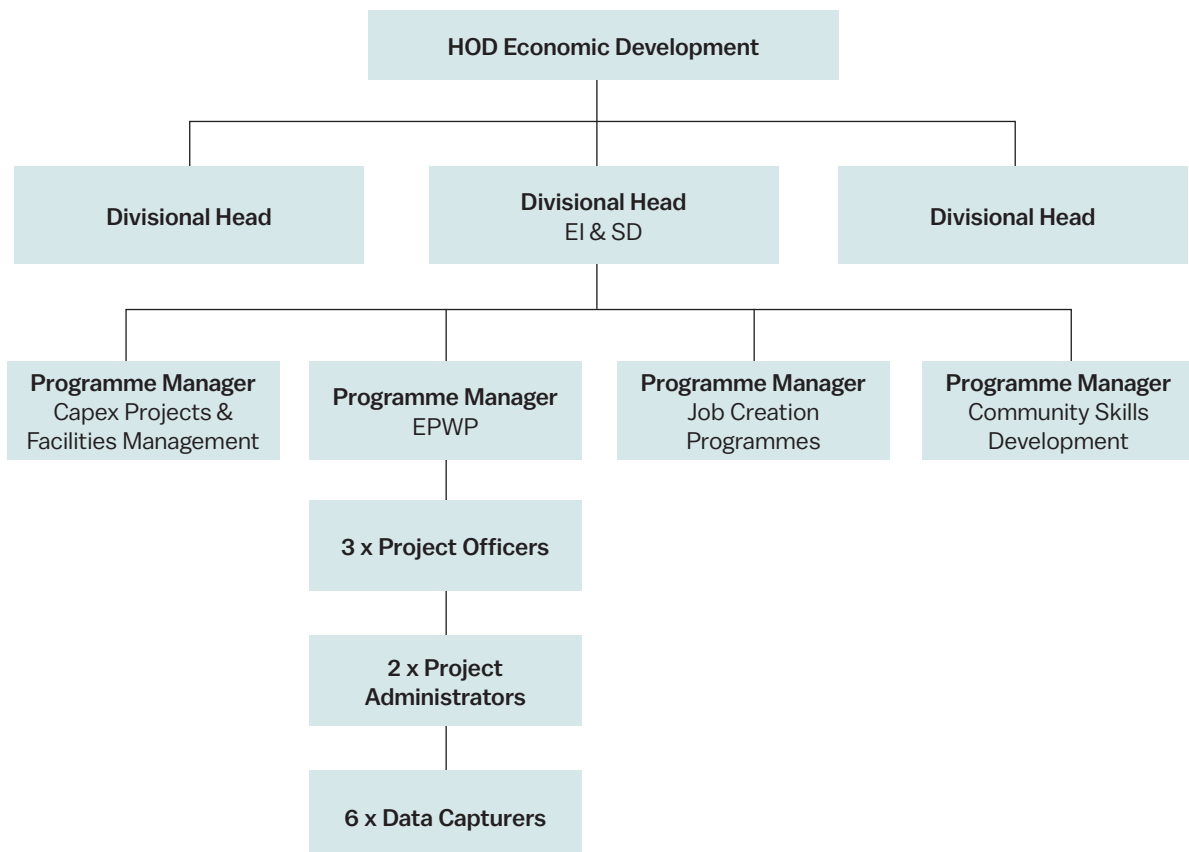 HOD Economic Development
Divisional Head
Divisional Head
EI & SD
Divisional Head
Programme Manager
Capex Projects &
Facilities Management
Programme Manager
EPWP
Programme Manager
Job Creation
Programmes
Programme Manager
Community Skills
Development
3 x Project Officers
2 x Project
Administrators
6 x Data Capturers